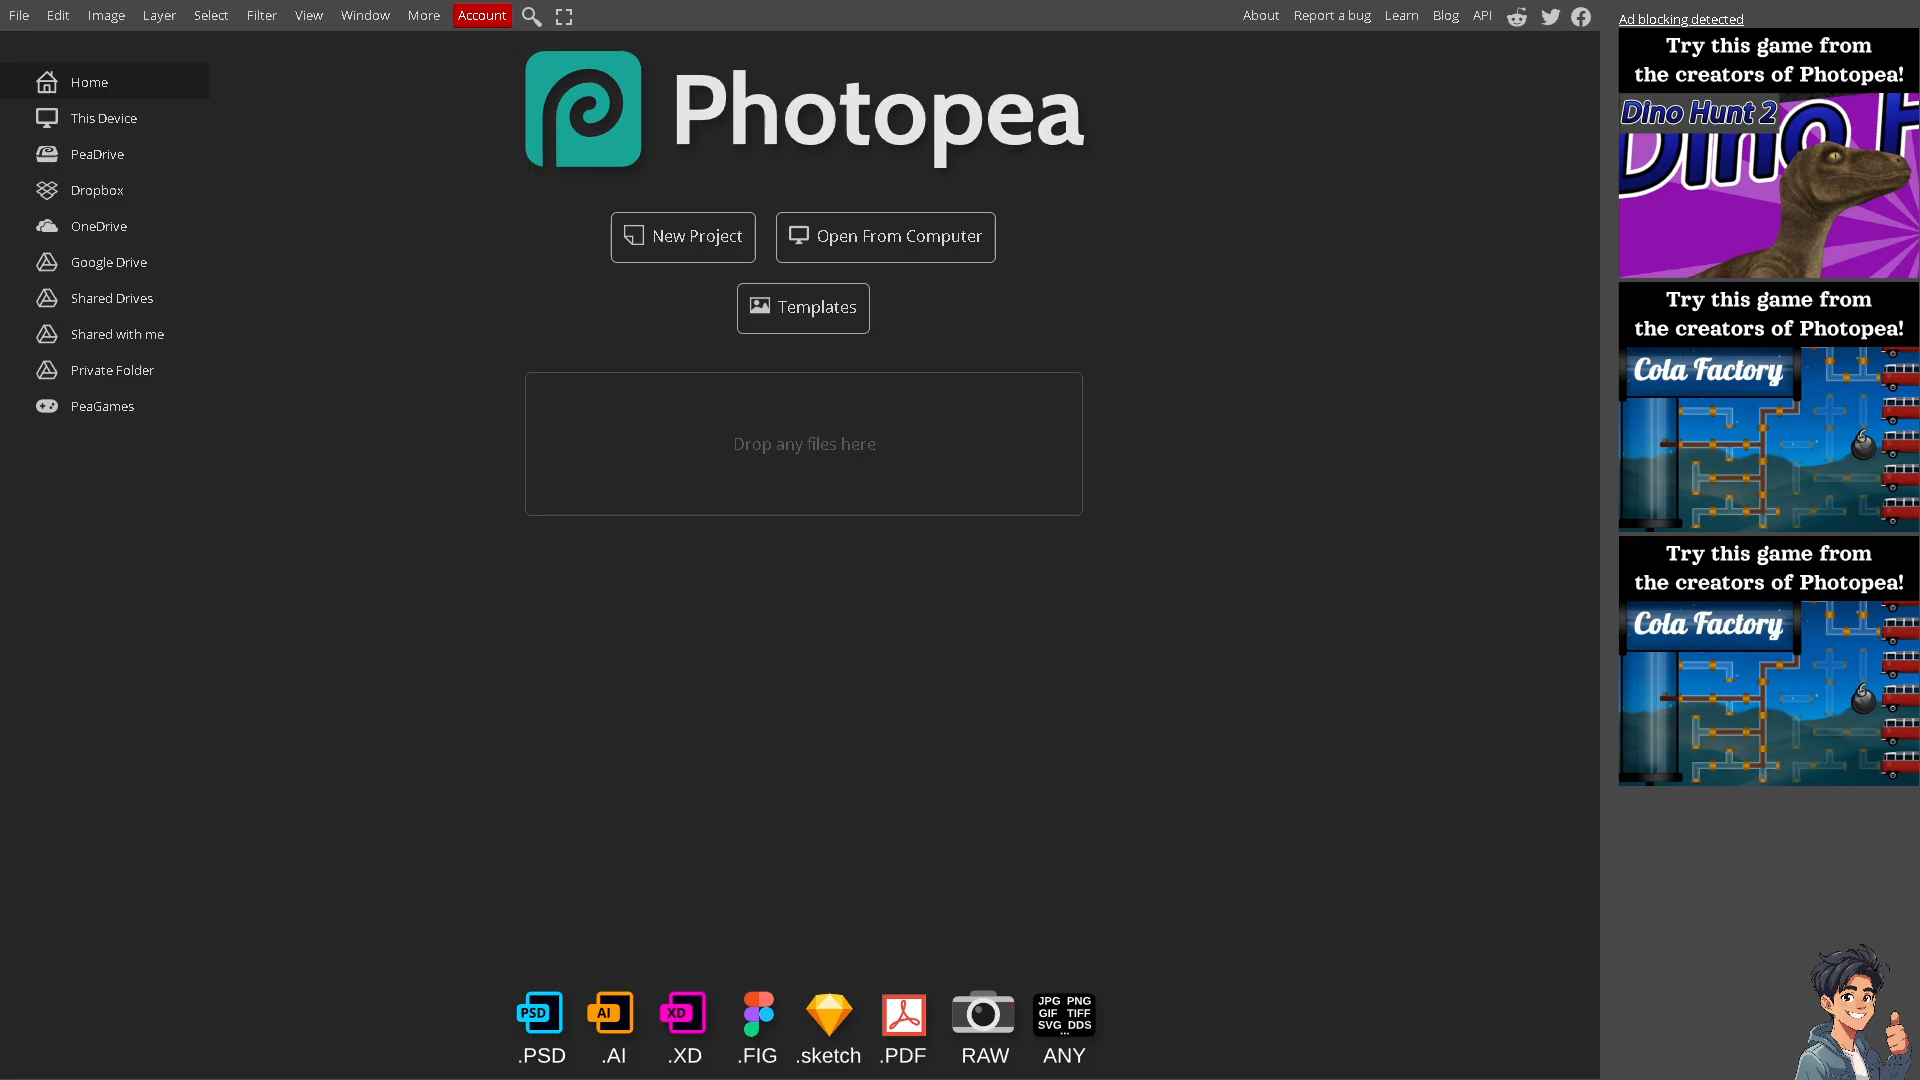 File Edit Image Layer Select Filter View Window More Account
About Report a bug Learn Blog API
Ad blocking detected
Home
This Device
PeaDrive
Dropbox
OneDrive
Google Drive
Shared Drives
Shared with me
Private Folder
PeaGames
Photopea
New Project
Open From Computer
Templates
Drop any files here
PSD
AI
XD
JPG PNG
GIF TIFF
SVG DDS
...
.PSD .AI .XD .FIG .sketch .PDF RAW ANY
Try this game from
the creators of Photopea!
Dino Hunt 2
Dino H
Try this game from
the creators of Photopea!
Cola Factory
Try this game from
the creators of Photopea!
Cola Factory